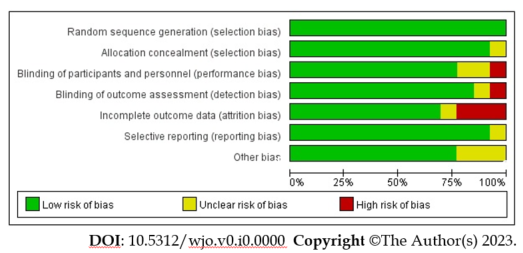 Random sequence generation (selection bias)
Allocation concealment (selection bias)
Blinding of participants and personnel (performance bias)
Blinding of outcome assessment (detection bias)
Incomplete outcome data (attrition bias)
Selective reporting (reporting bias)
Other bias
0% 25% 50% 75% 100%
Low risk of bias Unclear risk of bias High risk of bias
DOI: 10.5312/wjo.v0.i0.0000 Copyright ©The Author(s) 2023.